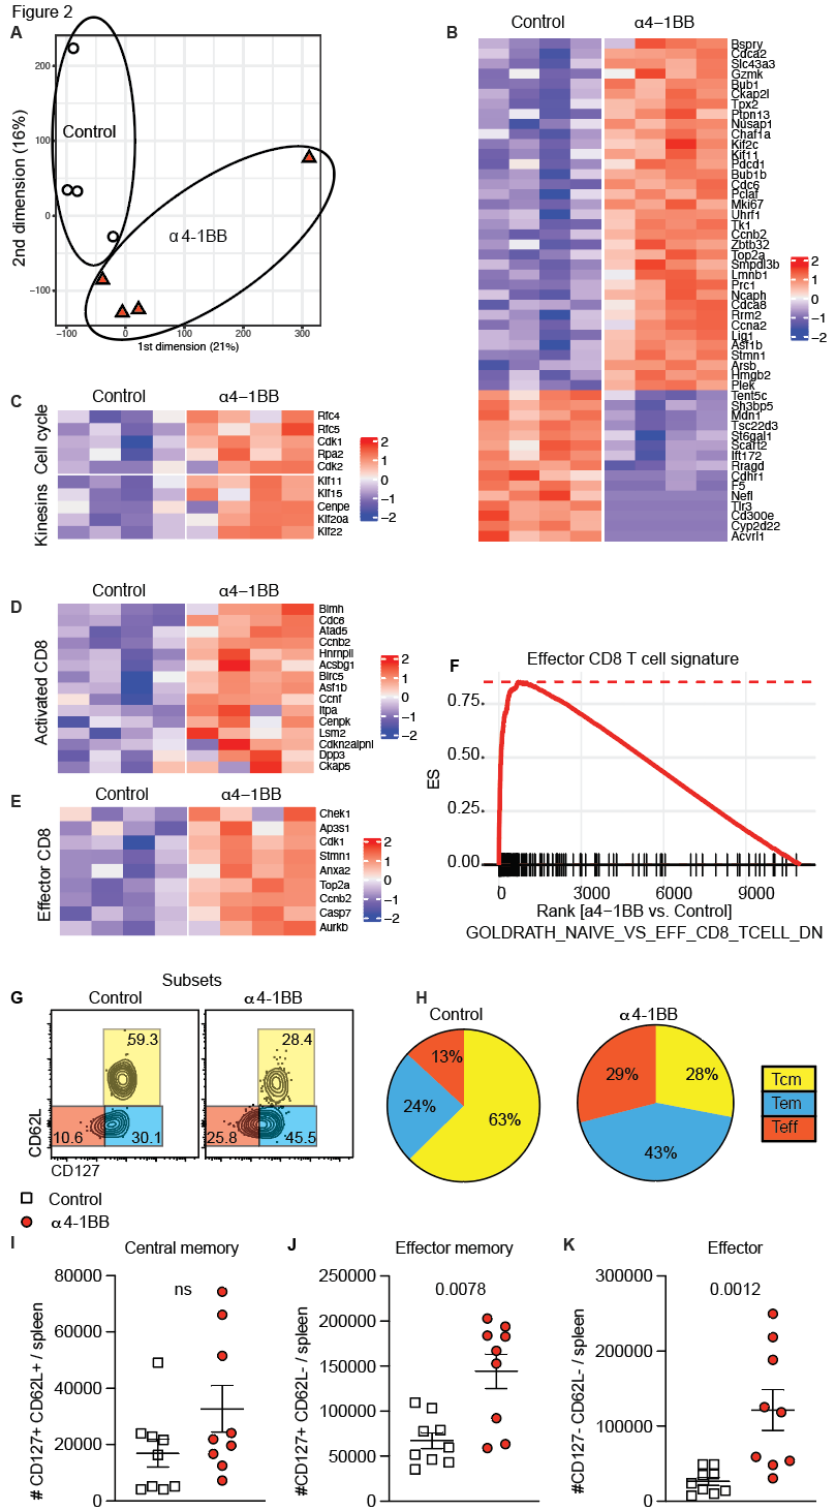 Figure 2
A
200
100
0
−100
−100
0
100
200
300
2nd dimension (16%)
1st dimension (21%)
Control
α4-1BB
B
Control
α4-1BB
Bspry
Cdca2
Slc43a3
Gzmk
Bub1
Ckap2l
Tpx2
Ptpn13
Nusap1
Chaf1a
Kif2c
Kif11
Pdcd1
Bub1b
Cdc6
Pclaf
Mki67
Uhrf1
Tk1
Ccnb2
Zbtb32
Top2a
Smpdl3b
Lmnb1
Prc1
Ncaph
Cdca8
Rrm2
Ccna2
Lig1
Asf1b
Stmn1
Arsb
Hmgb2
Plek
Tent5c
Sh3bp5
Mdn1
Tsc22d3
St6gal1
Scart2
Ift172
Rragd
Cdhr1
F5
Nefl
Tlr3
Cd300e
Cyp2d22
Acvrl1
2
1
0
−1
−2
C
Control
α4−1BB
Cell cycle
Rfc4
Rfc5
Cdk1
Rpa2
Cdk2
Kinesins
Kif11
Kif15
Cenpe
Kif20a
Kif22
2
1
0
−1
−2
D
Control
α4−1BB
Activated CD8
Blmh
Cdc6
Atad5
Ccnb2
Hnrnpll
Acsbg1
Birc5
Asf1b
Ccnf
Itpa
Cenpk
Lsm2
Cdkn2aipnl
Dpp3
Ckap5
2
1
0
−1
−2
E
Control
α4−1BB
Effector CD8
Chek1
Ap3s1
Cdk1
Stmn1
Anxa2
Top2a
Ccnb2
Casp7
Aurkb
2
1
0
−1
−2
F
Effector CD8 T cell signature
ES
0.75
0.50
0.25
0.00
0
3000
6000
9000
Rank [a4−1BB vs. Control]
GOLDRATH_NAIVE_VS_EFF_CD8_TCELL_DN
G
Subsets
Control
α4-1BB
59.3
10.6
30.1
28.4
25.8
45.5
CD62L
CD127
H
Control
13%
24%
63%
α4-1BB
29%
28%
43%
Tcm
Tem
Teff
Control
α4-1BB
I
Central memory
ns
# CD127+ CD62L+ / spleen
80000
60000
40000
20000
0
J
Effector memory
0.0078
#CD127+ CD62L- / spleen
250000
200000
150000
100000
50000
0
K
Effector
0.0012
#CD127- CD62L- / spleen
300000
200000
100000
0